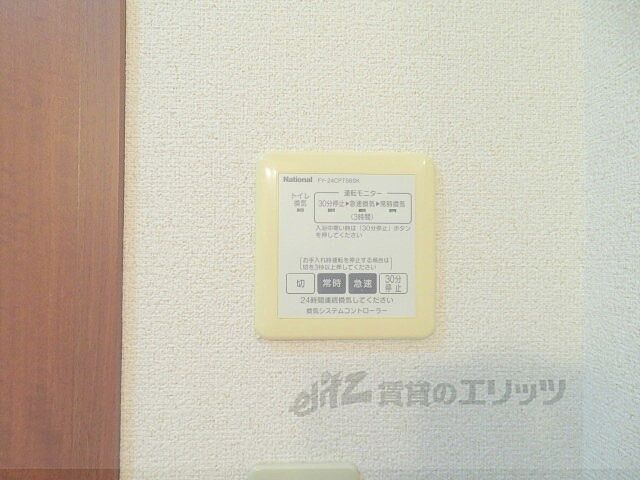 National FY-24CPTS6SK
運転モニター
トイレ換気 30分停止▶急速換気▶常時換気
(3時間)
入浴中寒い時は「30分停止」ボタン
を押してください
お手入れ時運転を停止する場合は
切を3秒以上押してください
切 常時 急速 30分停止
24時間連続換気してください
換気システムコントローラー
elitz 賃貸のエリッツ